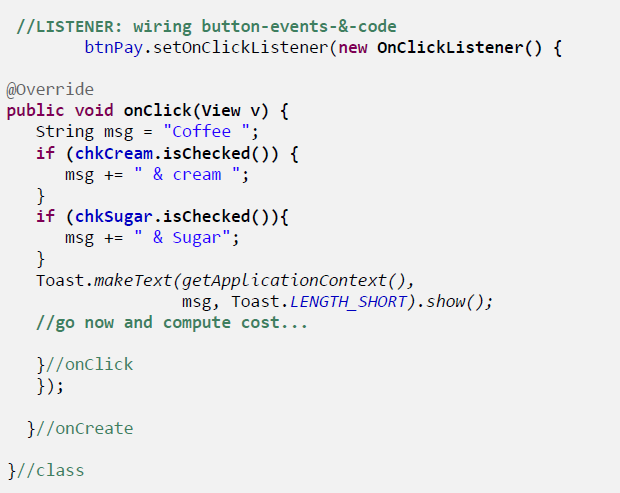 //LISTENER: wiring button-events-&-code
btnPay.setOnClickListener(new OnClickListener() {
@Override
public void onClick(View v) {
String msg = "Coffee ";
if (chkCream.isChecked()) {
msg += " & cream ";
}
if (chkSugar.isChecked()){
msg += " & Sugar";
}
Toast.makeText(getApplicationContext(),
msg, Toast.LENGTH_SHORT).show();
//go now and compute cost...
}//onClick
});
}//onCreate
}//class